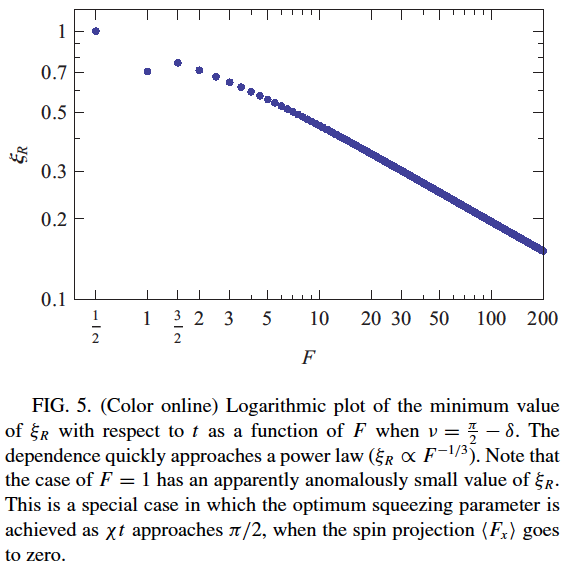 1
0.7
0.5
0.3
0.2
0.1
ξR
1/2 1 3/2 2 3 5 10 20 30 50 100 200
F
FIG. 5. (Color online) Logarithmic plot of the minimum value
of ξR with respect to t as a function of F when ν = π/2 − δ. The
dependence quickly approaches a power law (ξR ∝ F−1/3). Note that
the case of F = 1 has an apparently anomalously small value of ξR.
This is a special case in which the optimum squeezing parameter is
achieved as χt approaches π/2, when the spin projection ⟨Fx⟩ goes
to zero.